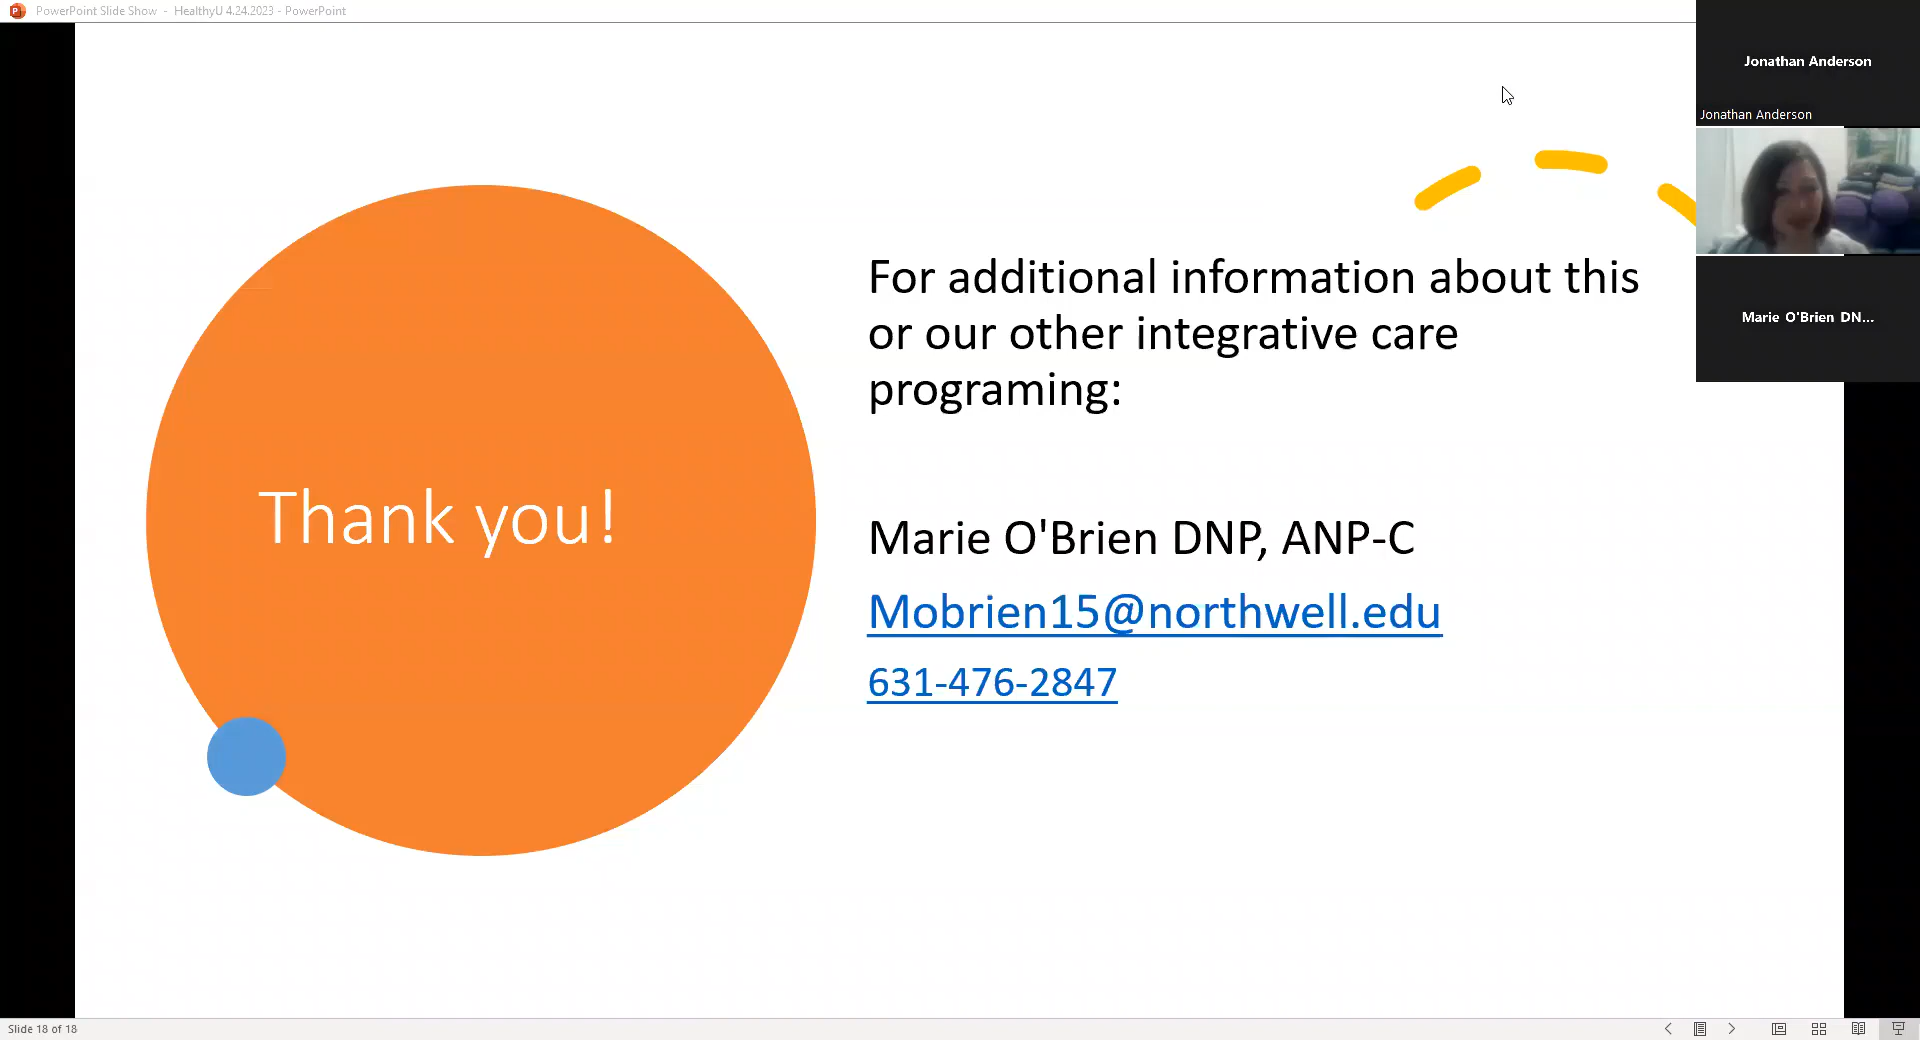 PowerPoint Slide Show - HealthyU 4.24.2023 - PowerPoint
Jonathan Anderson
Jonathan Anderson
Marie O'Brien DN...
For additional information about this
or our other integrative care
programing:
Thank you!
Marie O'Brien DNP, ANP-C
Mobrien15@northwell.edu
631-476-2847
Slide 18 of 18